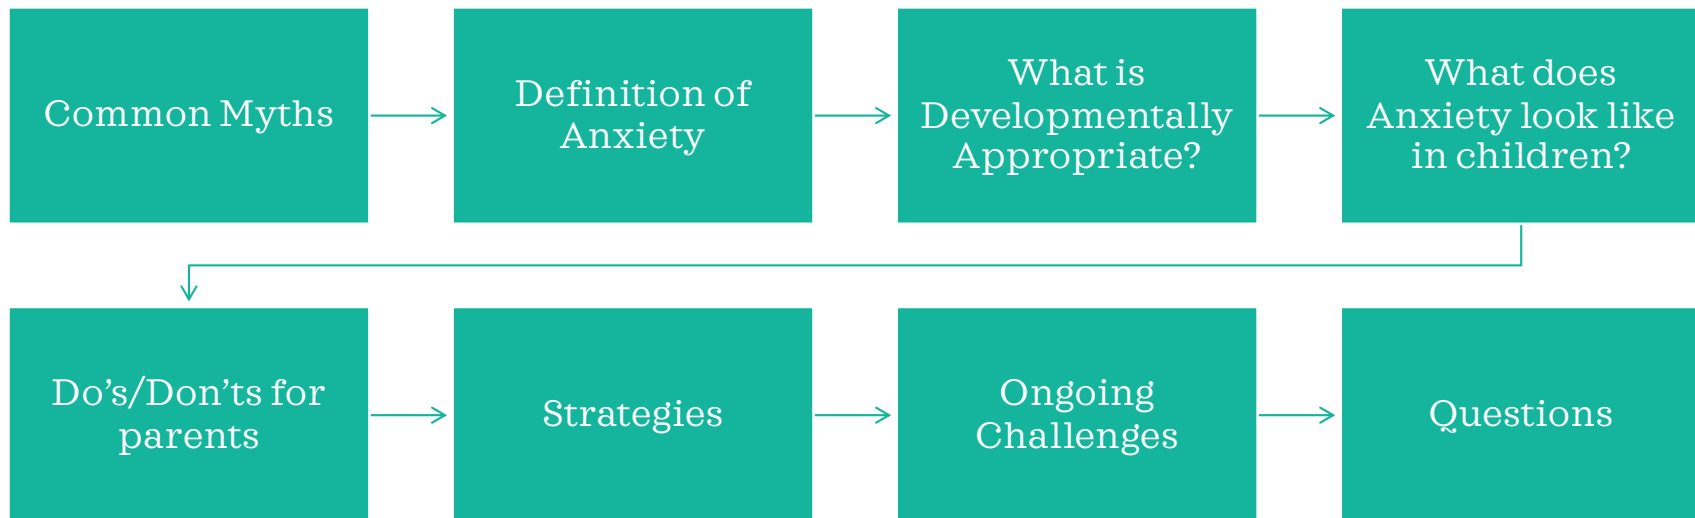 Common Myths
Definition of
Anxiety
What is
Developmentally
Appropriate?
What does
Anxiety look like
in children?
Do’s/Don’ts for
parents
Strategies
Ongoing
Challenges
Questions